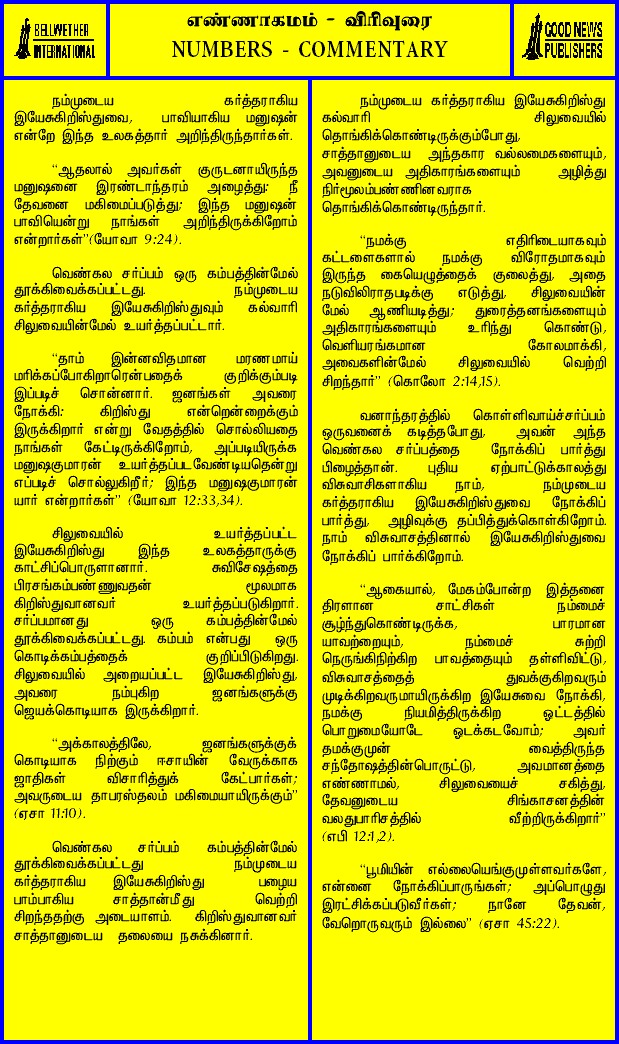 BELLWETHER
INTERNATIONAL
எண்ணாகமம் - விரிவுரை
NUMBERS - COMMENTARY
GOOD NEWS
PUBLISHERS
நம்முடைய கர்த்தராகிய
இயேசுகிறிஸ்துவை, பாவியாகிய மனுஷன்
என்றே இந்த உலகத்தார் அறிந்திருந்தார்கள்.
“ஆதலால் அவர்கள் குருடனாயிருந்த
மனுஷனை இரண்டாந்தரம் அழைத்து; நீ
தேவனை மகிமைப்படுத்து; இந்த மனுஷன்
பாவியென்று நாங்கள் அறிந்திருக்கிறோம்
என்றார்கள்”(யோவா 9:24).
வெண்கல சர்ப்பம் ஒரு கம்பத்தின்மேல்
தூக்கிவைக்கப்பட்டது. நம்முடைய
கர்த்தராகிய இயேசுகிறிஸ்துவும் கல்வாரி
சிலுவையின்மேல் உயர்த்தப்பட்டார்.
“தாம் இன்னவிதமான மரணமாய்
மரிக்கப்போகிறாரென்பதைக் குறிக்கும்படி
இப்படிச் சொன்னார். ஜனங்கள் அவரை
நோக்கி: கிறிஸ்து என்றென்றைக்கும்
இருக்கிறார் என்று வேதத்தில் சொல்லியதை
நாங்கள் கேட்டிருக்கிறோம், அப்படியிருக்க
மனுஷகுமாரன் உயர்த்தப்படவேண்டியதென்று
எப்படிச் சொல்லுகிறீர்; இந்த மனுஷகுமாரன்
யார் என்றார்கள்” (யோவா 12:33,34).
சிலுவையில் உயர்த்தப்பட்ட
இயேசுகிறிஸ்து இந்த உலகத்தாருக்கு
காட்சிப்பொருளானார். சுவிசேஷத்தை
பிரசங்கம்பண்ணுவதன் மூலமாக
கிறிஸ்துவானவர் உயர்த்தப்படுகிறார்.
சர்ப்பமானது ஒரு கம்பத்தின்மேல்
தூக்கிவைக்கப்பட்டது. கம்பம் என்பது ஒரு
கொடிக்கம்பத்தைக் குறிப்பிடுகிறது.
சிலுவையில் அறையப்பட்ட இயேசுகிறிஸ்து,
அவரை நம்புகிற ஜனங்களுக்கு
ஜெயக்கொடியாக இருக்கிறார்.
“அக்காலத்திலே, ஜனங்களுக்குக்
கொடியாக நிற்கும் ஈசாயின் வேருக்காக
ஜாதிகள் விசாரித்துக் கேட்பார்கள்;
அவருடைய தாபரஸ்தலம் மகிமையாயிருக்கும்”
(ஏசா 11:10).
வெண்கல சர்ப்பம் கம்பத்தின்மேல்
தூக்கிவைக்கப்பட்டது நம்முடைய
கர்த்தராகிய இயேசுகிறிஸ்து பழைய
பாம்பாகிய சாத்தான்மீது வெற்றி
சிறந்ததற்கு அடையாளம். கிறிஸ்துவானவர்
சாத்தானுடைய தலையை நசுக்கினார்.
நம்முடைய கர்த்தராகிய இயேசுகிறிஸ்து
கல்வாரி சிலுவையில்
தொங்கிக்கொண்டிருக்கும்போது,
சாத்தானுடைய அந்தகார வல்லமைகளையும்,
அவனுடைய அதிகாரங்களையும் அழித்து
நிர்மூலம்பண்ணினவராக
தொங்கிக்கொண்டிருந்தார்.
“நமக்கு எதிரிடையாகவும்
கட்டளைகளால் நமக்கு விரோதமாகவும்
இருந்த கையெழுத்தைக் குலைத்து, அதை
நடுவிலிராதபடிக்கு எடுத்து, சிலுவையின்
மேல் ஆணியடித்து; துரைத்தனங்களையும்
அதிகாரங்களையும் உரிந்து கொண்டு,
வெளியரங்கமான கோலமாக்கி,
அவைகளின்மேல் சிலுவையில் வெற்றி
சிறந்தார்” (கொலோ 2:14,15).
வனாந்தரத்தில் கொள்ளிவாய்ச்சர்ப்பம்
ஒருவனைக் கடித்தபோது, அவன் அந்த
வெண்கல சர்ப்பத்தை நோக்கிப் பார்த்து
பிழைத்தான். புதிய ஏற்பாட்டுக்காலத்து
விசுவாசிகளாகிய நாம், நம்முடைய
கர்த்தராகிய இயேசுகிறிஸ்துவை நோக்கிப்
பார்த்து, அழிவுக்கு தப்பித்துக்கொள்கிறோம்.
நாம் விசுவாசத்தினால் இயேசுகிறிஸ்துவை
நோக்கிப் பார்க்கிறோம்.
“ஆகையால், மேகம்போன்ற இத்தனை
திரளான சாட்சிகள் நம்மைச்
சூழ்ந்துகொண்டிருக்க, பாரமான
யாவற்றையும், நம்மைச் சுற்றி
நெருங்கிநிற்கிற பாவத்தையும் தள்ளிவிட்டு,
விசுவாசத்தைத் துவக்குகிறவரும்
முடிக்கிறவருமாயிருக்கிற இயேசுவை நோக்கி,
நமக்கு நியமித்திருக்கிற ஓட்டத்தில்
பொறுமையோடே ஓடக்கடவோம்; அவர்
தமக்குமுன் வைத்திருந்த
சந்தோஷத்தின்பொருட்டு, அவமானத்தை
எண்ணாமல், சிலுவையைச் சகித்து,
தேவனுடைய சிங்காசனத்தின்
வலதுபாரிசத்தில் வீற்றிருக்கிறார்”
(எபி 12:1,2).
“பூமியின் எல்லையெங்குமுள்ளவர்களே,
என்னை நோக்கிப்பாருங்கள்; அப்பொழுது
இரட்சிக்கப்படுவீர்கள்; நானே தேவன்,
வேறொருவரும் இல்லை” (ஏசா 45:22).